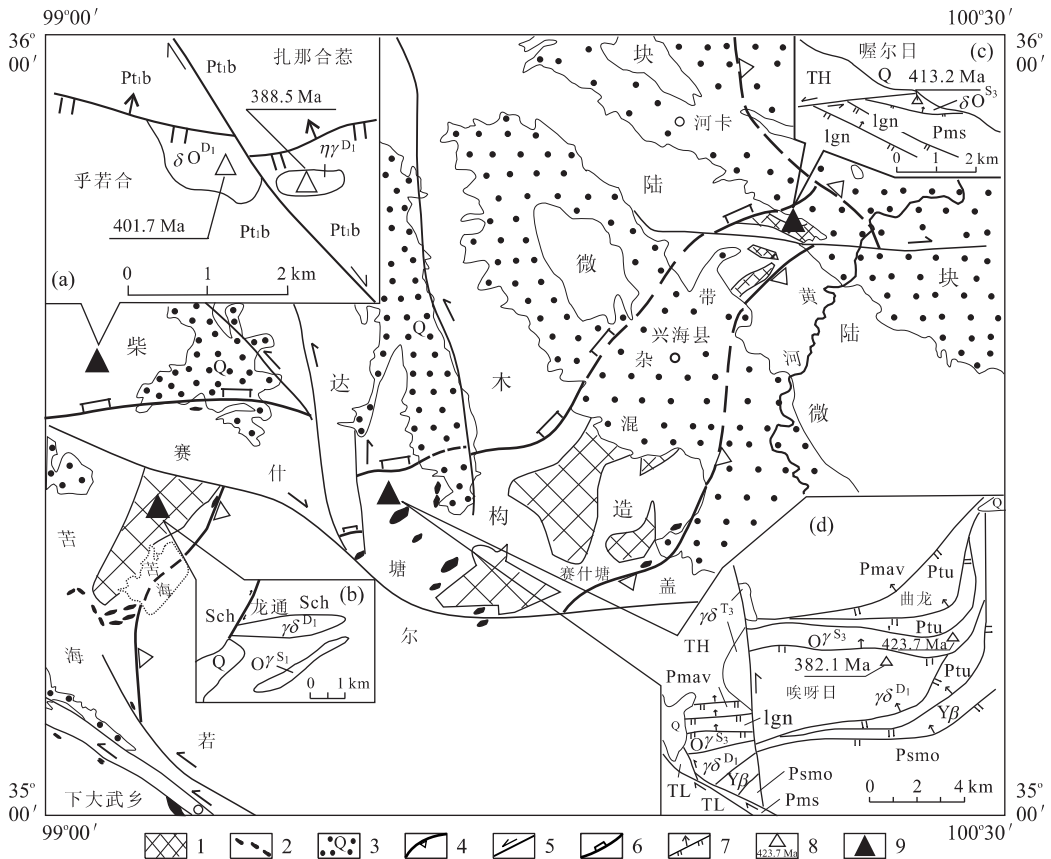 99°00′
100°30′
36°
00′
36°
00′
Pt₁b
Pt₁b
扎那合惹
388.5 Ma
δO^D₁
ηγ^D₁
乎若合
401.7 Ma
Pt₁b
Pt₁b
(a)
0 1 2 km
喔尔日
(c)
TH
Q
413.2 Ma
δO^S₃
lgn
lgn
Pms
0 1 2 km
块
河卡
陆
微
带
黄
块
兴海县
陆
杂
河
柴
Q
达
Q
木
微
混
赛
什
构
造
苦
苦
海
塘
赛什塘
盖
尔
海
若
下大武乡
龙通
Sch
(b)
Sch
γδ^D₁
Q
Oγ^S₁
0 1 km
(d)
Q
Pmav
Ptu
曲龙
γδ^T₃
Ptu
TH
Oγ^S₃
423.7 Ma
382.1 Ma
Pmav
Ptu
唉呀日
lgn
γδ^D₁
Q
Yβ
Oγ^S₃
Psmo
γδ^D₁
Yβ
Psmo
TL
TL
Pms
0 2 4 km
35°
00′
35°
00′
99°00′
100°30′
1
2
Q
3
4
5
6
7
423.7 Ma
8
9